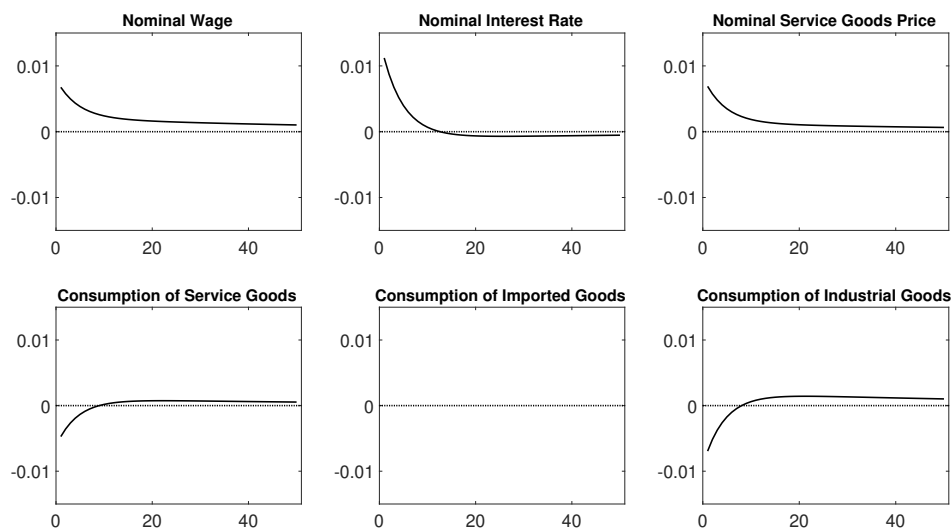 Nominal Wage
0.01
0
-0.01
0 20 40
Nominal Interest Rate
0.01
0
-0.01
0 20 40
Nominal Service Goods Price
0.01
0
-0.01
0 20 40
Consumption of Service Goods
0.01
0
-0.01
0 20 40
Consumption of Imported Goods
0.01
0
-0.01
0 20 40
Consumption of Industrial Goods
0.01
0
-0.01
0 20 40